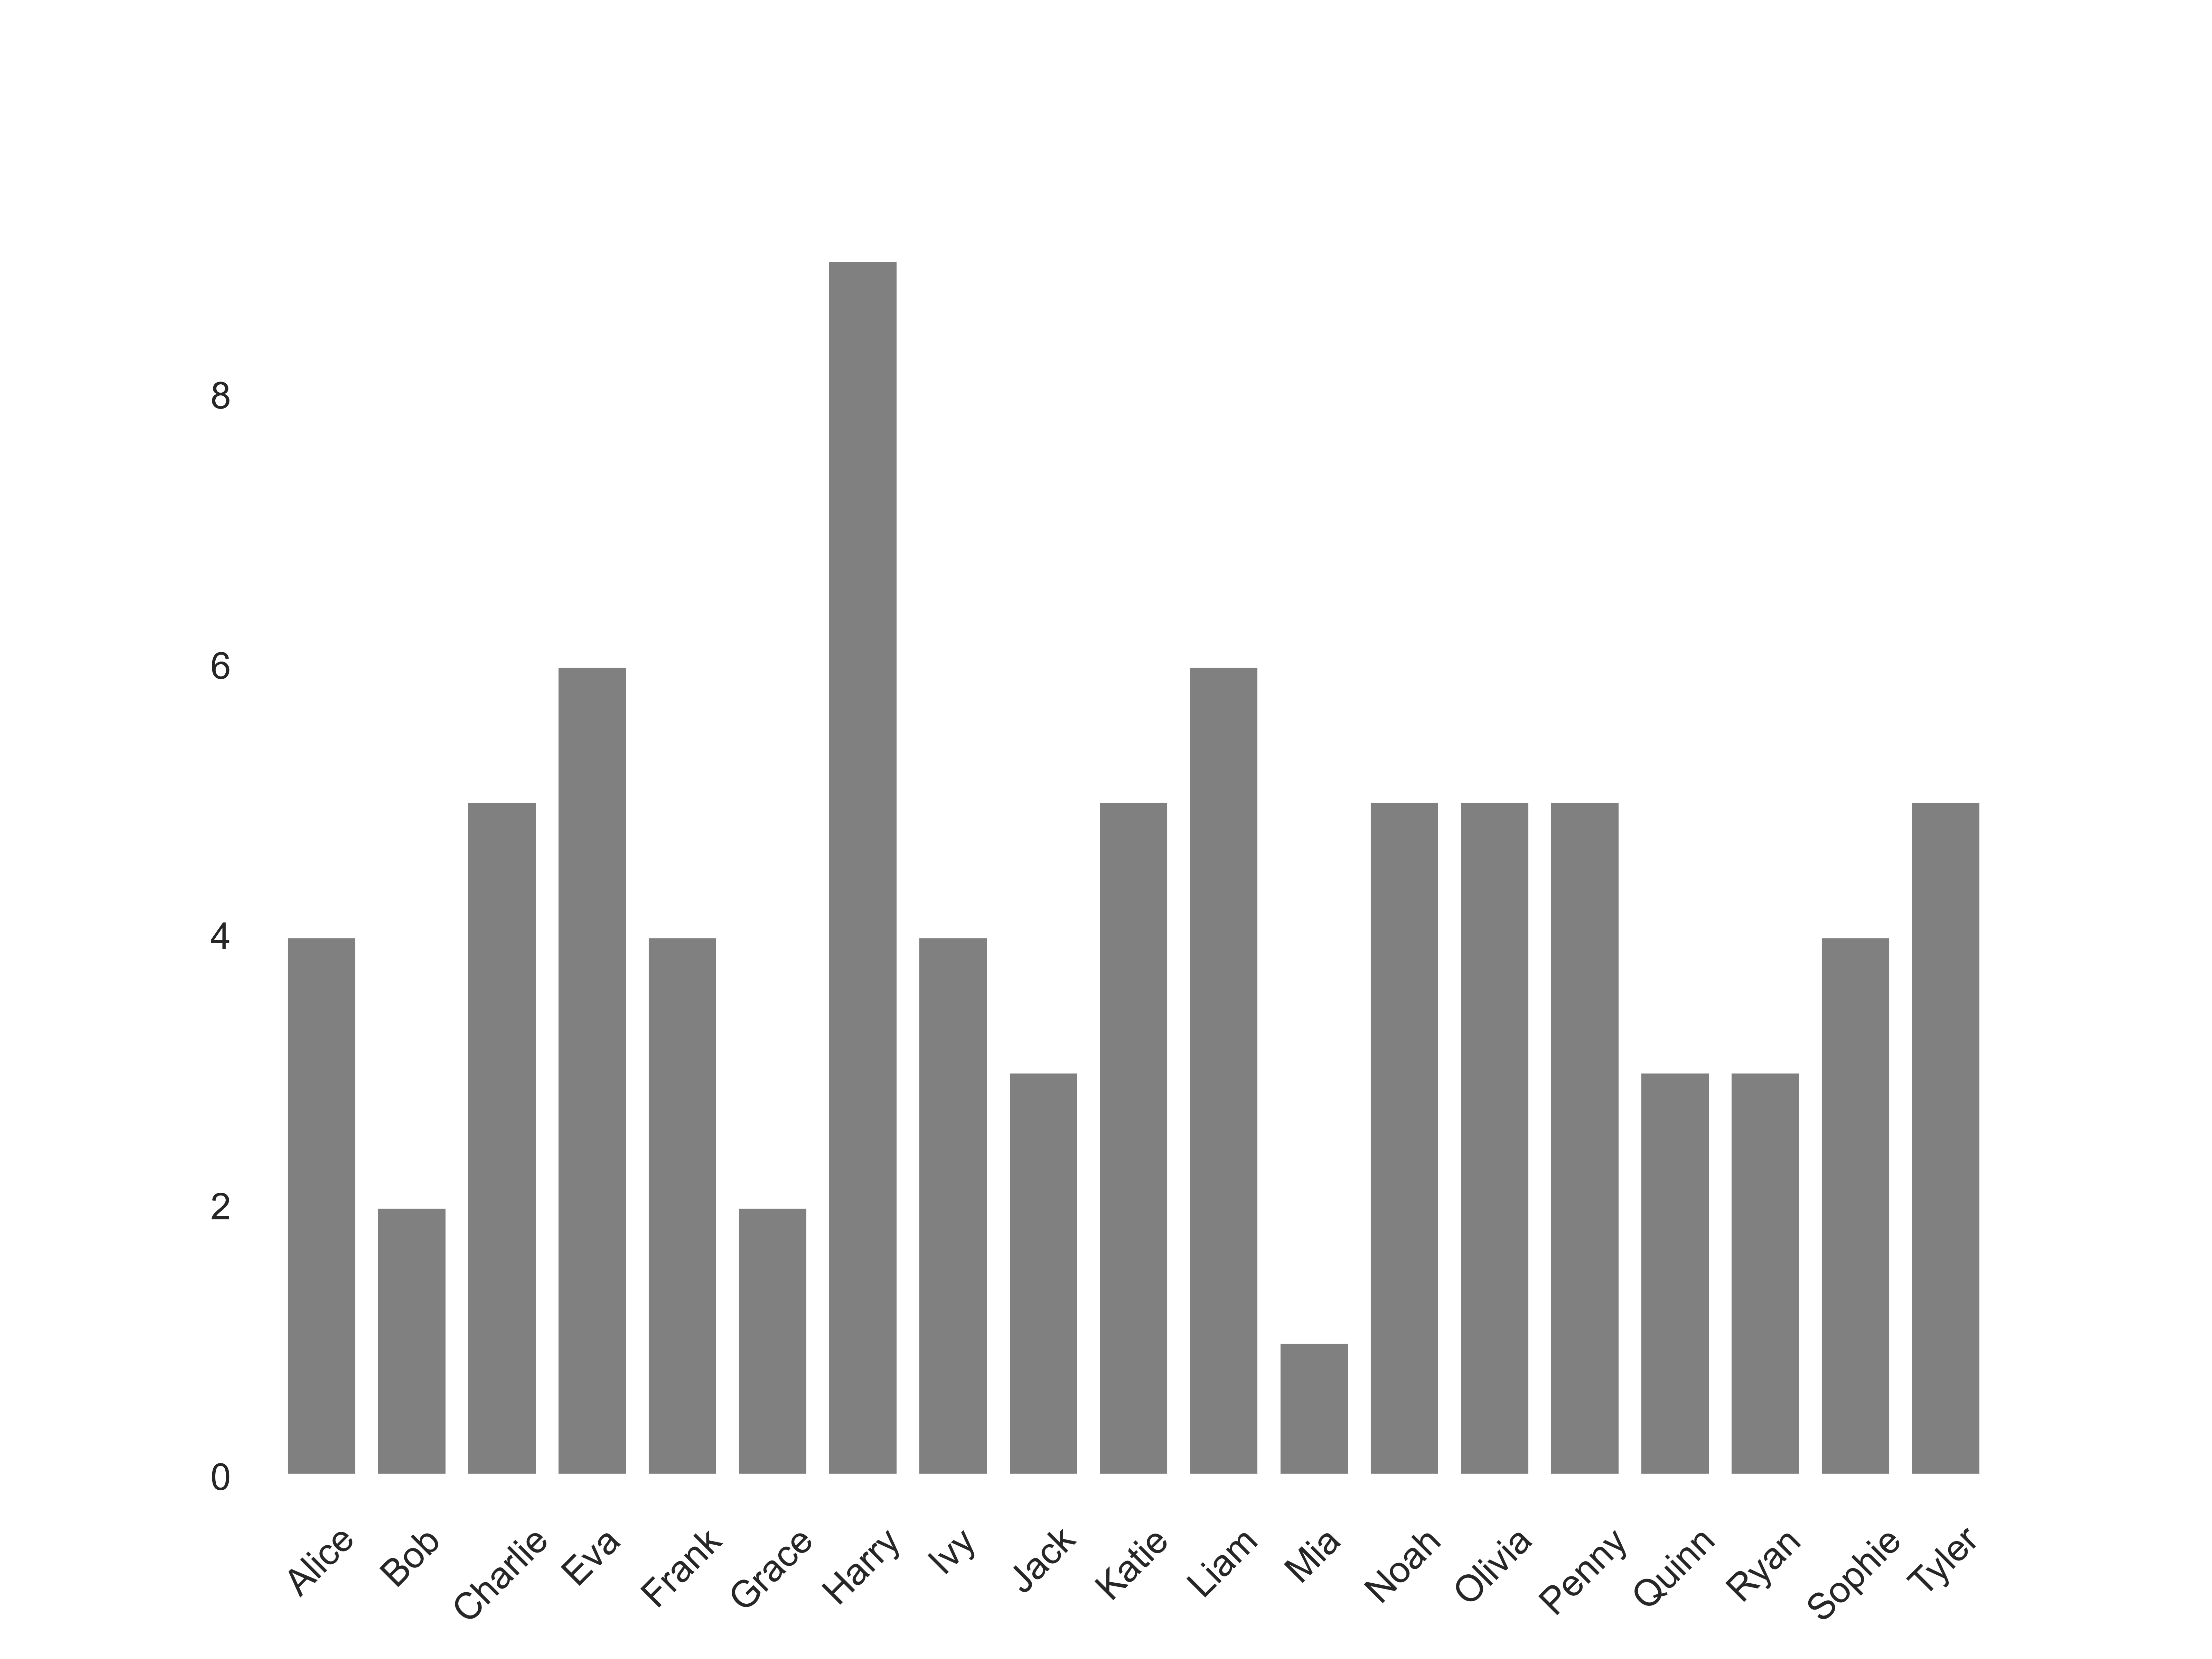 8
6
4
2
0
Alice
Bob
Charlie
Eva
Frank
Grace
Harry
Ivy
Jack
Katie
Liam
Mia
Noah
Olivia
Penny
Quinn
Ryan
Sophie
Tyler